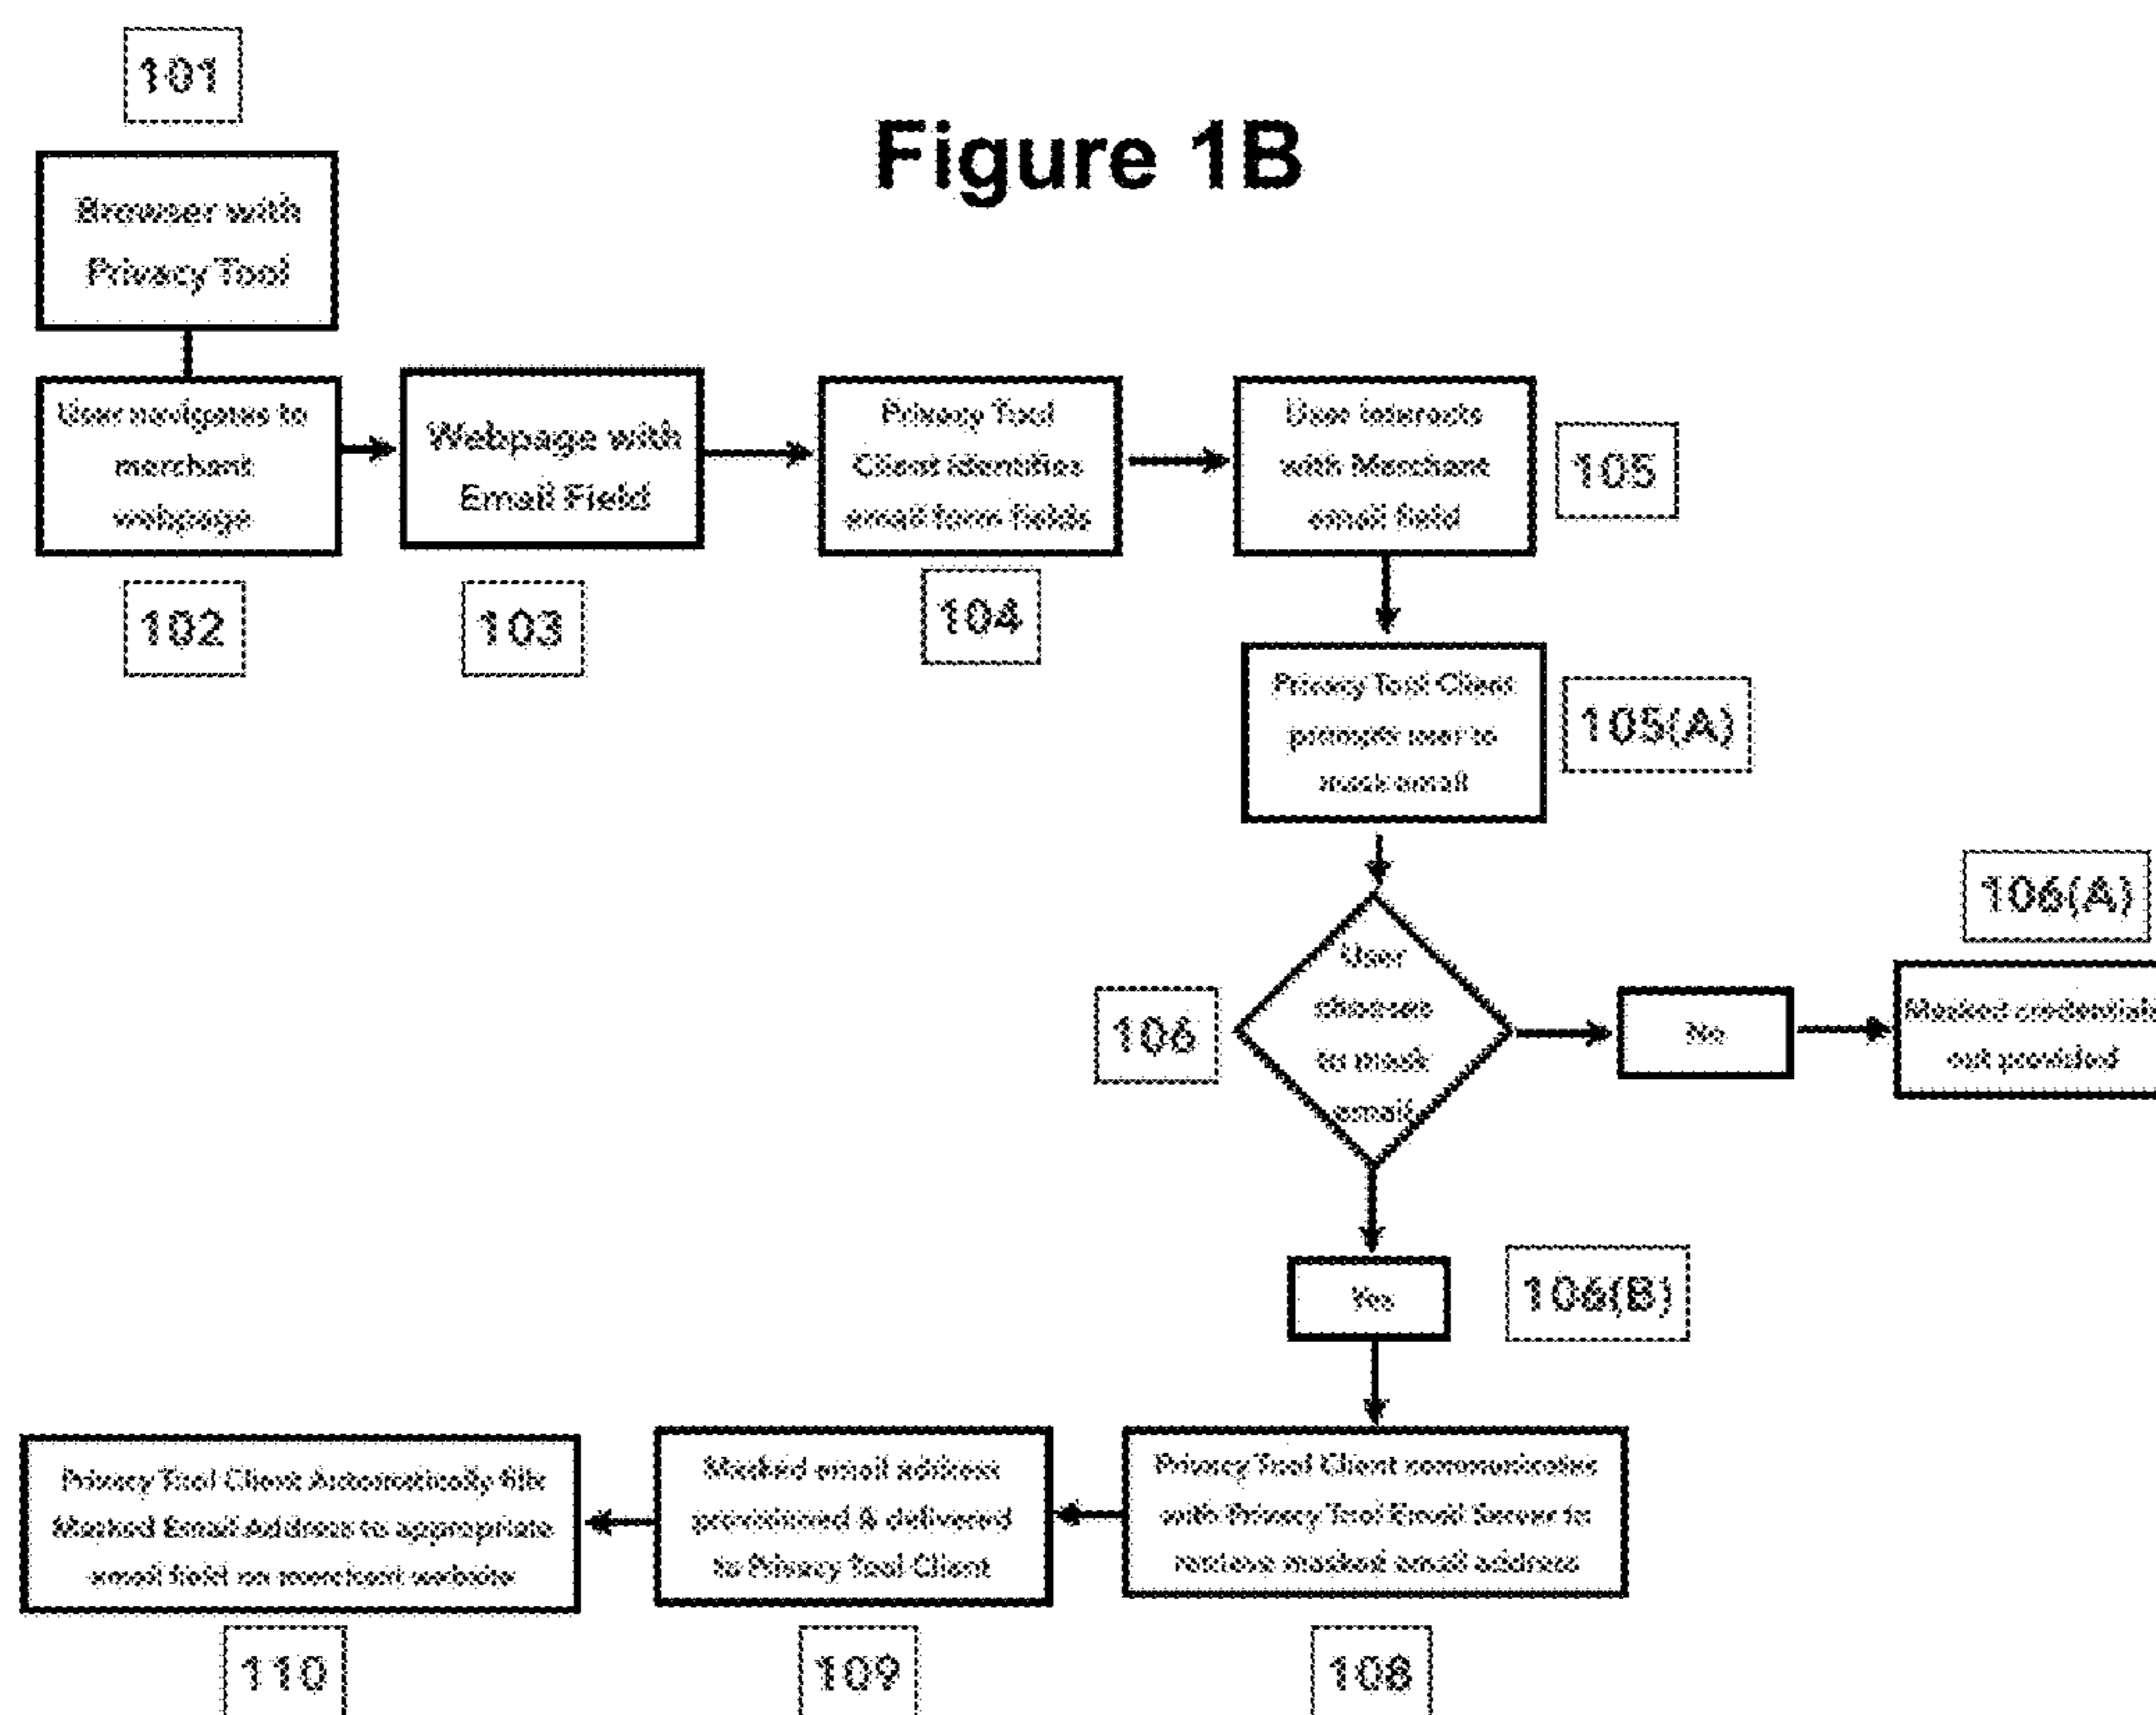 101
Figure 1B
Browser with
Privacy Tool
User navigates to
merchant
webpage
102
Webpage with
Email Field
103
Privacy Tool
Client identifies
email form fields
104
User interacts
with Merchant
email field
105
Privacy Tool Client
prompts user to
mask email
105(A)
User
chooses
to mask
email
106
No
106(A)
Masked credentials
not provided
Yes
106(B)
Privacy Tool Client communicates
with Privacy Tool Email Server to
retrieve masked email address
108
Masked email address
provisioned & delivered
to Privacy Tool Client
109
Privacy Tool Client Automatically fills
Masked Email Address to appropriate
email field on merchant website
110